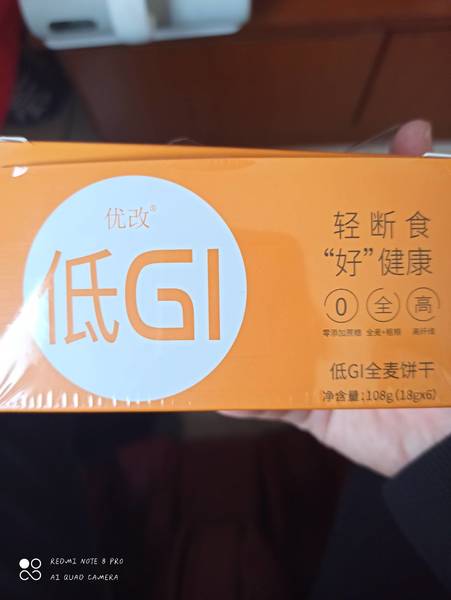 优改®
低GI
轻断食
“好”健康
0 全 高
零添加蔗糖 全麦+粗粮 高纤维
低GI全麦饼干
净含量:108g(18gx6)
REDMI NOTE 8 PRO
AI QUAD CAMERA